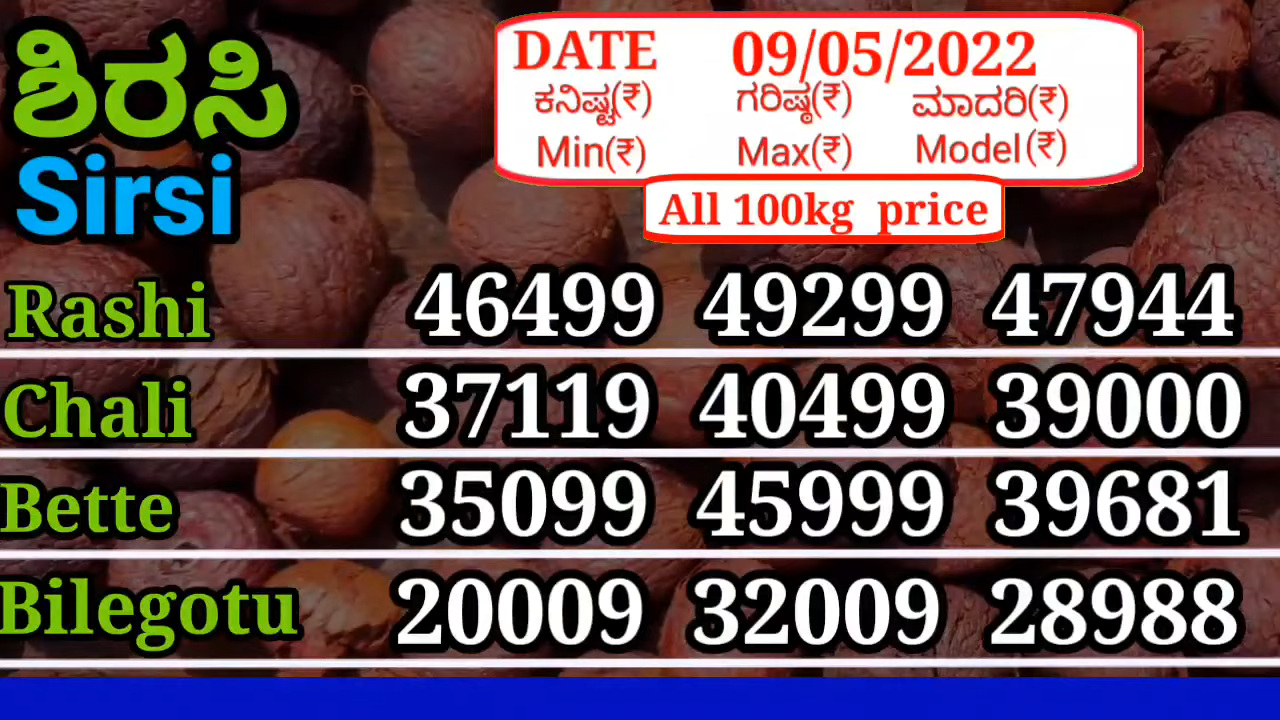 ಶಿರಸಿ
Sirsi
DATE 09/05/2022
ಕನಿಷ್ಟ(₹) ಗರಿಷ್ಠ(₹) ಮಾದರಿ(₹)
Min(₹) Max(₹) Model(₹)
All 100kg price
Rashi 46499 49299 47944
Chali 37119 40499 39000
Bette 35099 45999 39681
Bilegotu 20009 32009 28988